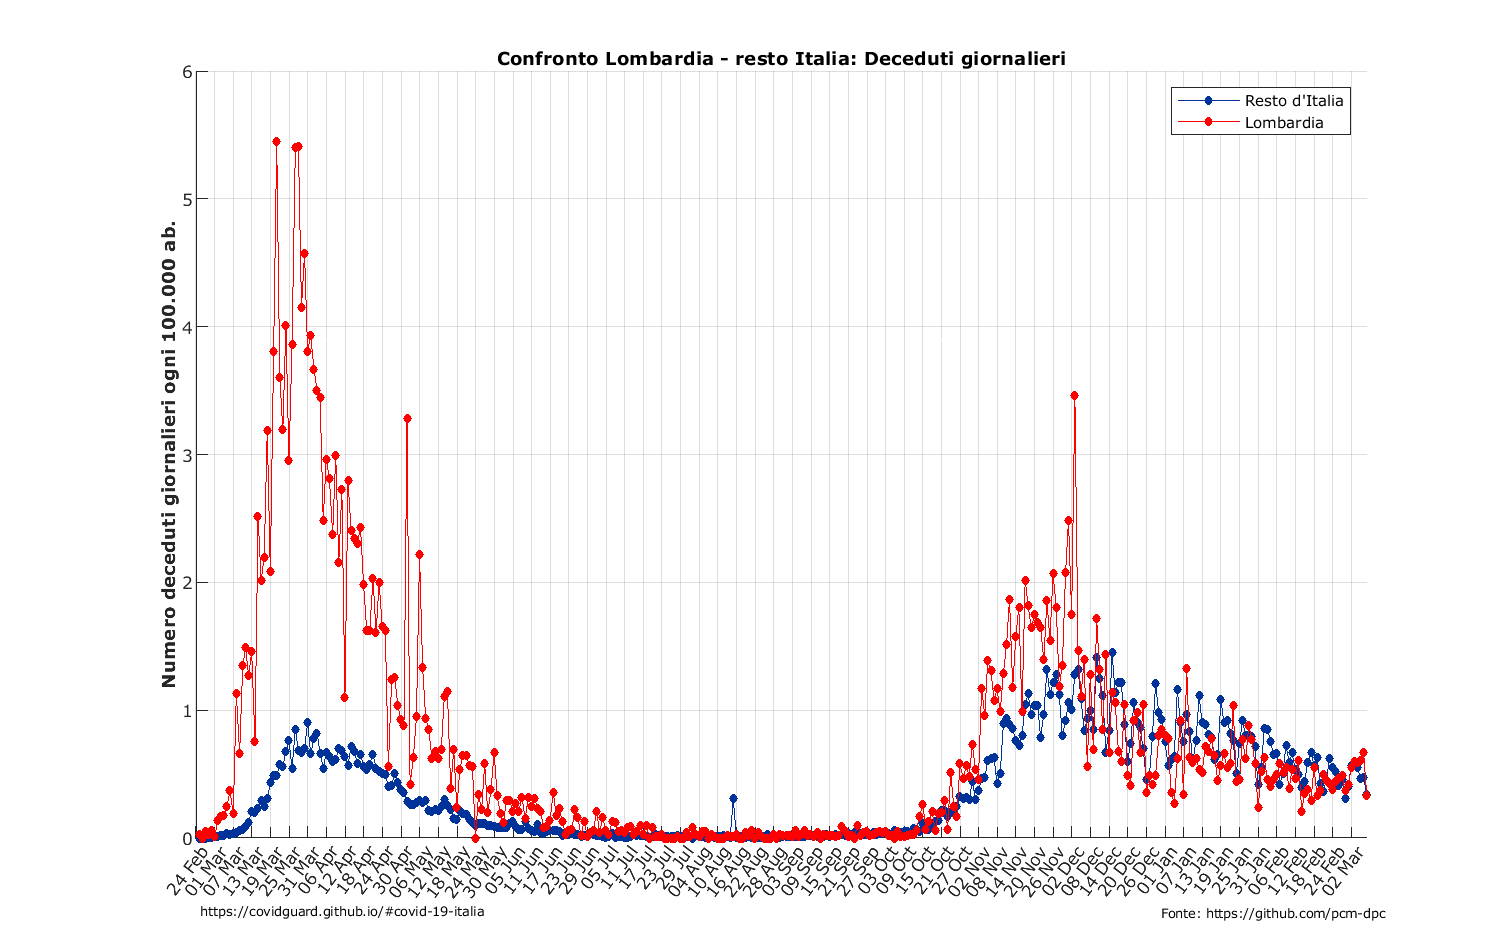 Confronto Lombardia - resto Italia: Deceduti giornalieri
Resto d'Italia
Lombardia
Numero deceduti giornalieri ogni 100.000 ab.
6
5
4
3
2
1
0
24 Feb
01 Mar
07 Mar
13 Mar
19 Mar
25 Mar
31 Mar
06 Apr
12 Apr
18 Apr
24 Apr
30 Apr
06 May
12 May
18 May
24 May
30 May
05 Jun
11 Jun
17 Jun
23 Jun
29 Jun
05 Jul
11 Jul
17 Jul
23 Jul
29 Jul
04 Aug
10 Aug
16 Aug
22 Aug
28 Aug
03 Sep
09 Sep
15 Sep
21 Sep
27 Sep
03 Oct
09 Oct
15 Oct
21 Oct
27 Oct
02 Nov
08 Nov
14 Nov
20 Nov
26 Nov
02 Dec
08 Dec
14 Dec
20 Dec
26 Dec
01 Jan
07 Jan
13 Jan
19 Jan
25 Jan
31 Jan
06 Feb
12 Feb
18 Feb
24 Feb
02 Mar
https://covidguard.github.io/#covid-19-italia
Fonte: https://github.com/pcm-dpc